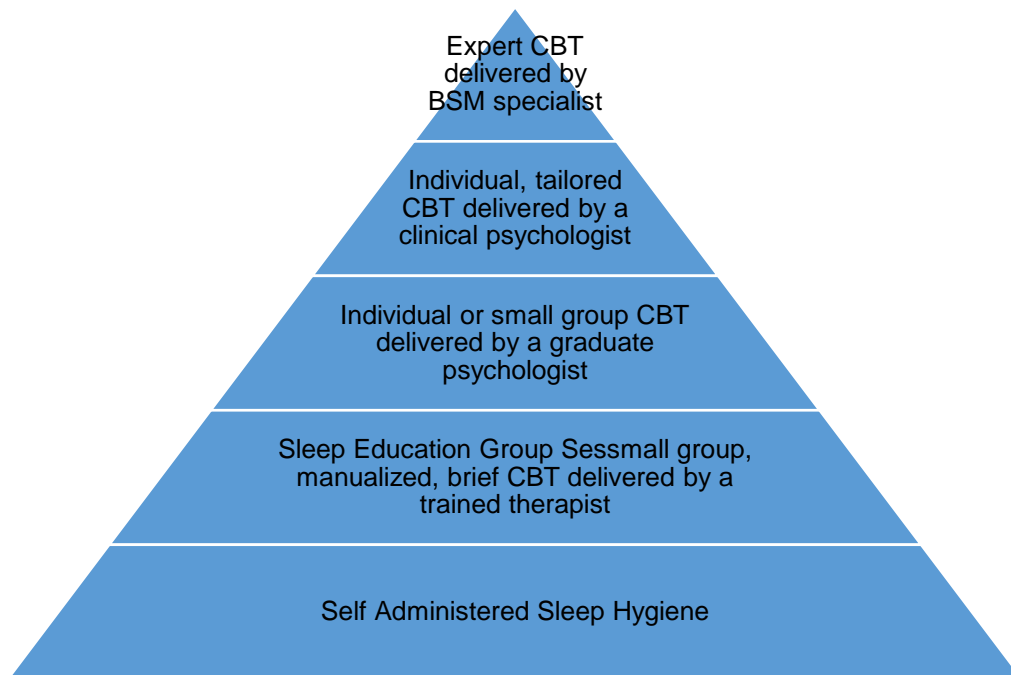 Expert CBT
delivered by
BSM specialist
Individual, tailored
CBT delivered by a
clinical psychologist
Individual or small group CBT
delivered by a graduate
psychologist
Sleep Education Group Sessmall group,
manualized, brief CBT delivered by a
trained therapist
Self Administered Sleep Hygiene